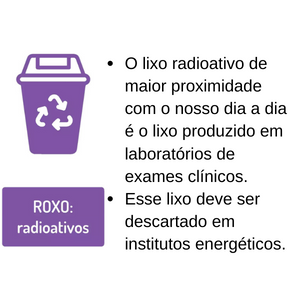 • O lixo radioativo de
maior proximidade
com o nosso dia a dia
é o lixo produzido em
laboratórios de
exames clínicos.
• Esse lixo deve ser
descartado em
institutos energéticos.
ROXO:
radioativos